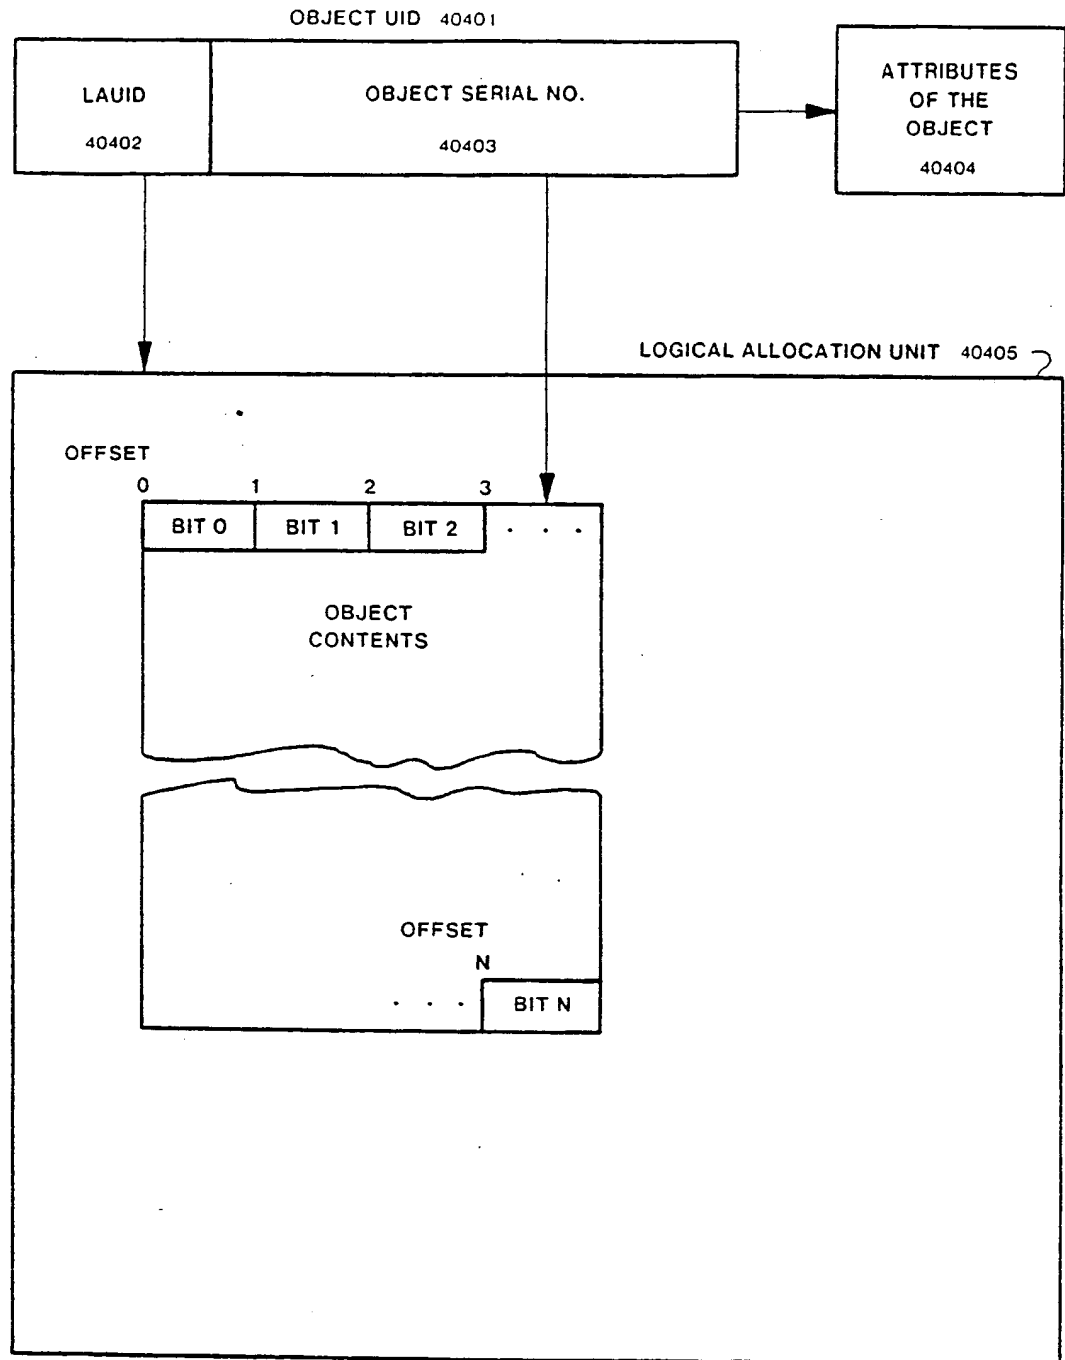 OBJECT UID 40401
LAUID
40402
OBJECT SERIAL NO.
40403
ATTRIBUTES
OF THE
OBJECT
40404
LOGICAL ALLOCATION UNIT 40405
OFFSET
0 1 2 3
BIT 0 BIT 1 BIT 2 . . .
OBJECT
CONTENTS
OFFSET
N
. . . BIT N